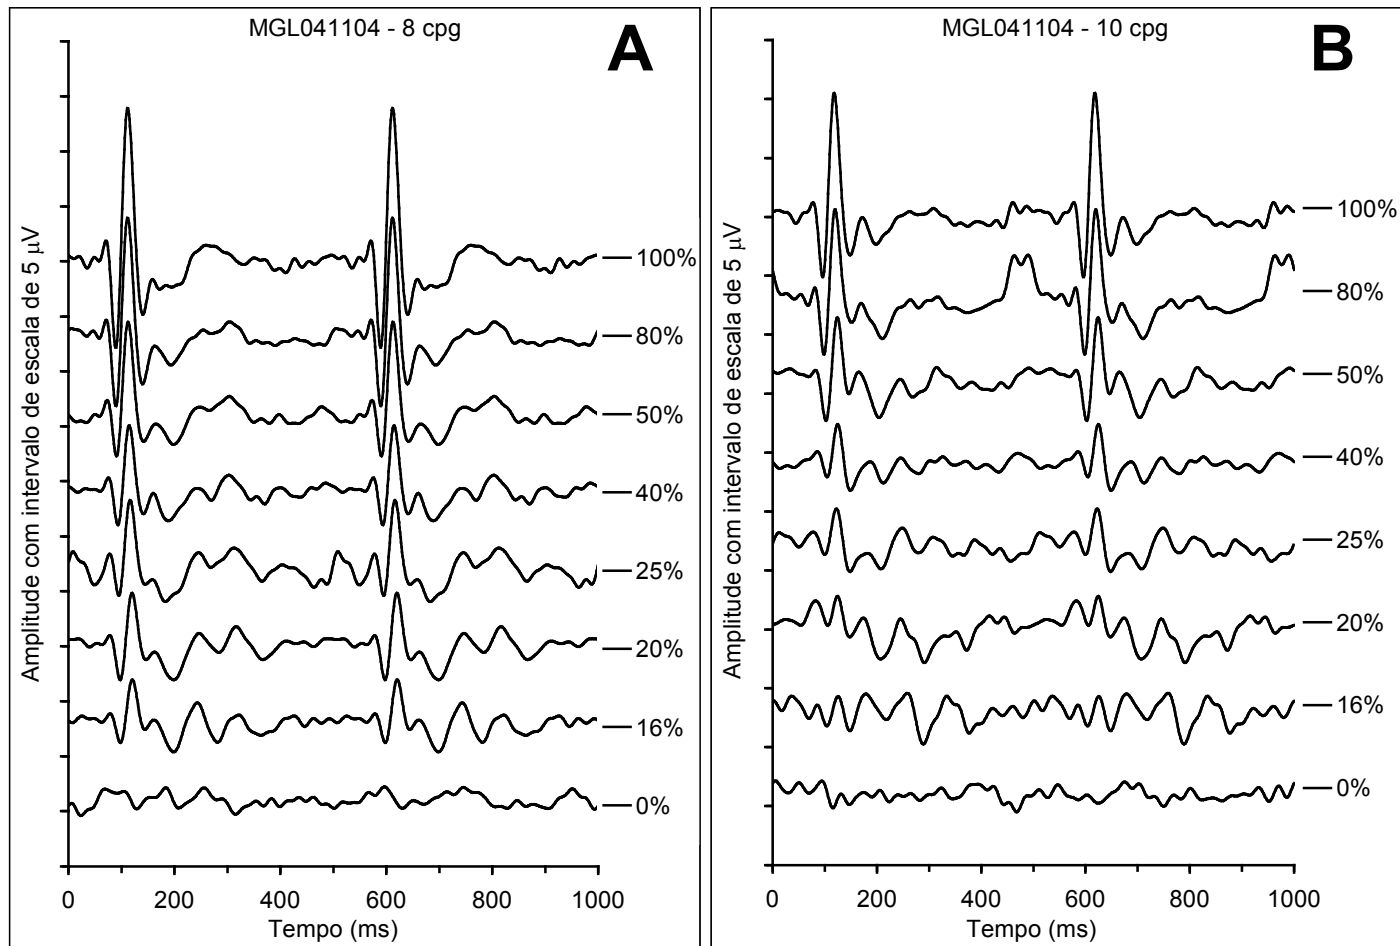 MGL041104 - 8 cpg
A
Amplitude com intervalo de escala de 5 μV
100%
80%
50%
40%
25%
20%
16%
0%
0 200 400 600 800 1000
Tempo (ms)
MGL041104 - 10 cpg
B
Amplitude com intervalo de escala de 5 μV
100%
80%
50%
40%
25%
20%
16%
0%
0 200 400 600 800 1000
Tempo (ms)